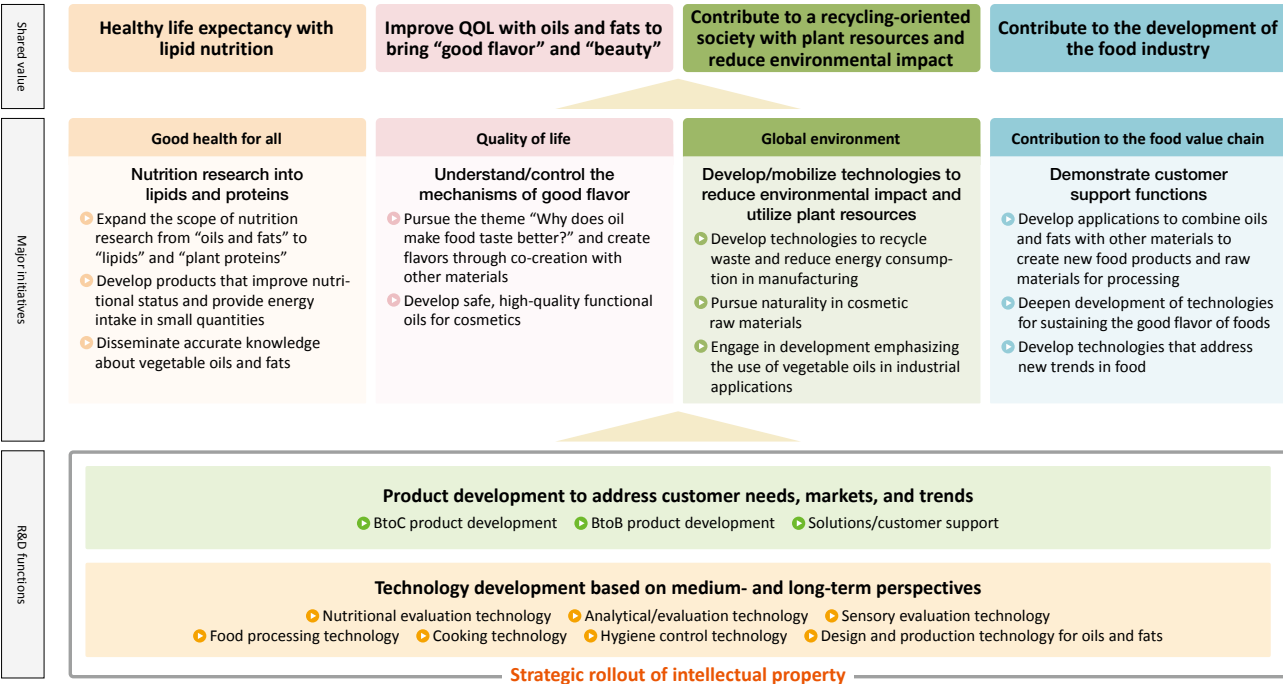 Shared value
Healthy life expectancy with
lipid nutrition
Improve QOL with oils and fats to
bring “good flavor” and “beauty”
Contribute to a recycling-oriented
society with plant resources and
reduce environmental impact
Contribute to the development of
the food industry
Major initiatives
Good health for all
Nutrition research into
lipids and proteins
Expand the scope of nutrition
research from “oils and fats” to
“lipids” and “plant proteins”
Develop products that improve nutri-
tional status and provide energy
intake in small quantities
Disseminate accurate knowledge
about vegetable oils and fats
Quality of life
Understand/control the
mechanisms of good flavor
Pursue the theme “Why does oil
make food taste better?” and create
flavors through co-creation with
other materials
Develop safe, high-quality functional
oils for cosmetics
Global environment
Develop/mobilize technologies to
reduce environmental impact and
utilize plant resources
Develop technologies to recycle
waste and reduce energy consump-
tion in manufacturing
Pursue naturality in cosmetic
raw materials
Engage in development emphasizing
the use of vegetable oils in industrial
applications
Contribution to the food value chain
Demonstrate customer
support functions
Develop applications to combine oils
and fats with other materials to
create new food products and raw
materials for processing
Deepen development of technologies
for sustaining the good flavor of foods
Develop technologies that address
new trends in food
R&D functions
Product development to address customer needs, markets, and trends
BtoC product development BtoB product development Solutions/customer support
Technology development based on medium- and long-term perspectives
Nutritional evaluation technology Analytical/evaluation technology Sensory evaluation technology
Food processing technology Cooking technology Hygiene control technology Design and production technology for oils and fats
Strategic rollout of intellectual property